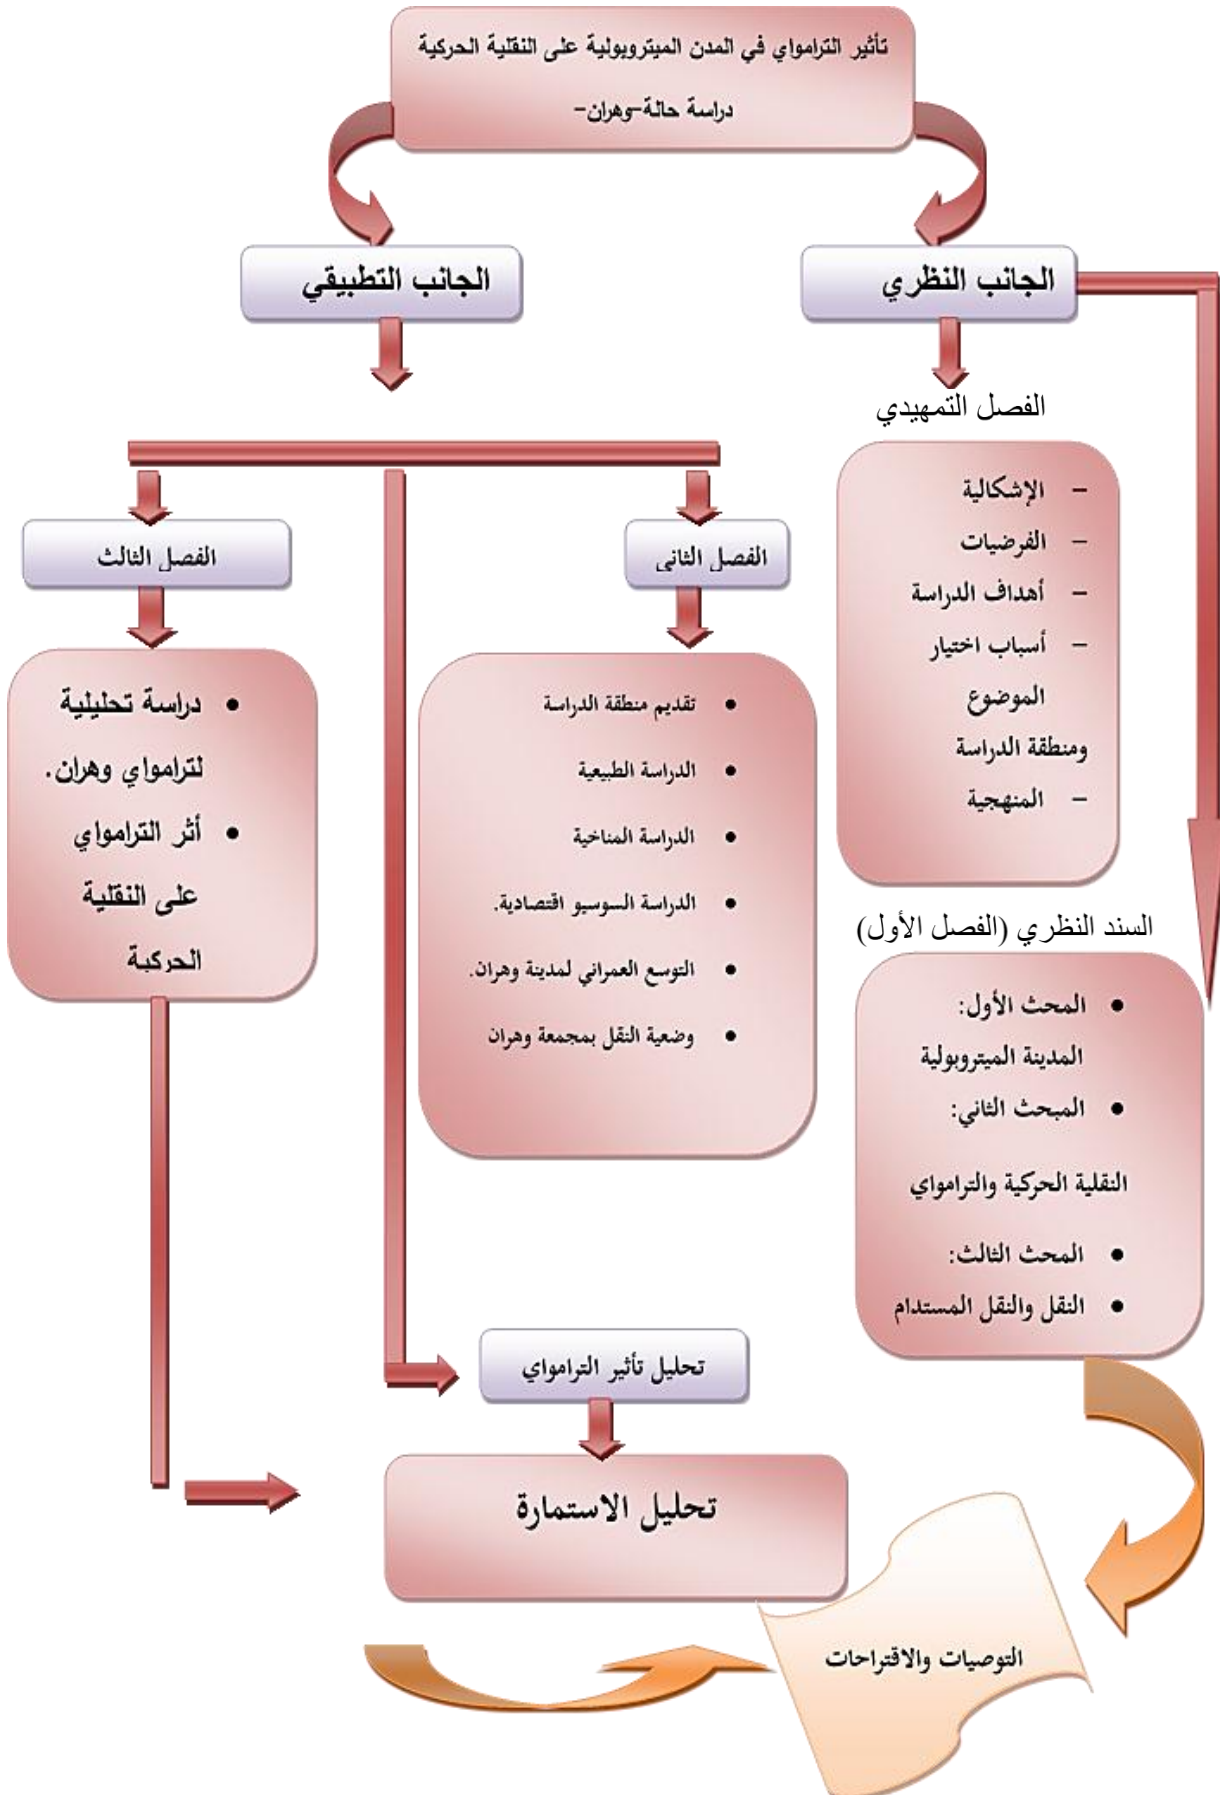 تأثير الترامواي في المدن الميتروبولية على النقلية الحركية
دراسة حالة-وهران-
الجانب النظري
الجانب التطبيقي
الفصل التمهيدي
– الإشكالية
– الفرضيات
– أهداف الدراسة
– أسباب اختيار
الموضوع
ومنطقة الدراسة
– المنهجية
السند النظري (الفصل الأول)
• المحث الأول:
المدينة الميتروبولية
• المبحث الثاني:
النقلية الحركية والترامواي
• المحث الثالث:
• النقل والنقل المستدام
الفصل الثاني
• تقديم منطقة الدراسة
• الدراسة الطبيعية
• الدراسة المناخية
• الدراسة السوسيو اقتصادية.
• التوسع العمراني لمدينة وهران.
• وضعية النقل بمجمعة وهران
الفصل الثالث
• دراسة تحليلية
لترامواي وهران.
• أثر الترامواي
على النقلية
الحركية
تحليل تأثير الترامواي
تحليل الاستمارة
التوصيات والاقتراحات